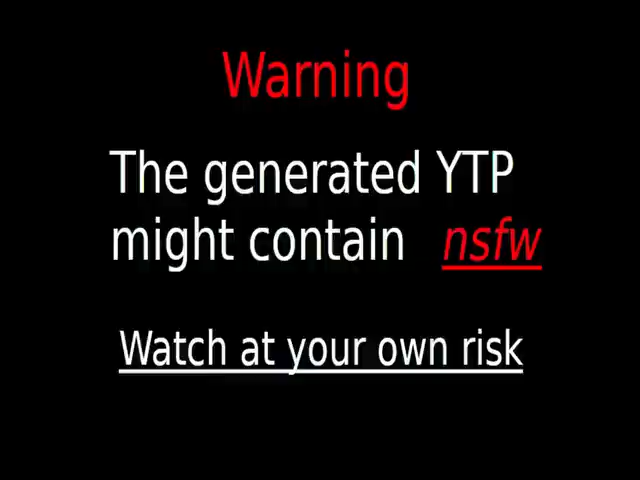 Warning
The generated YTP
might contain nsfw
Watch at your own risk